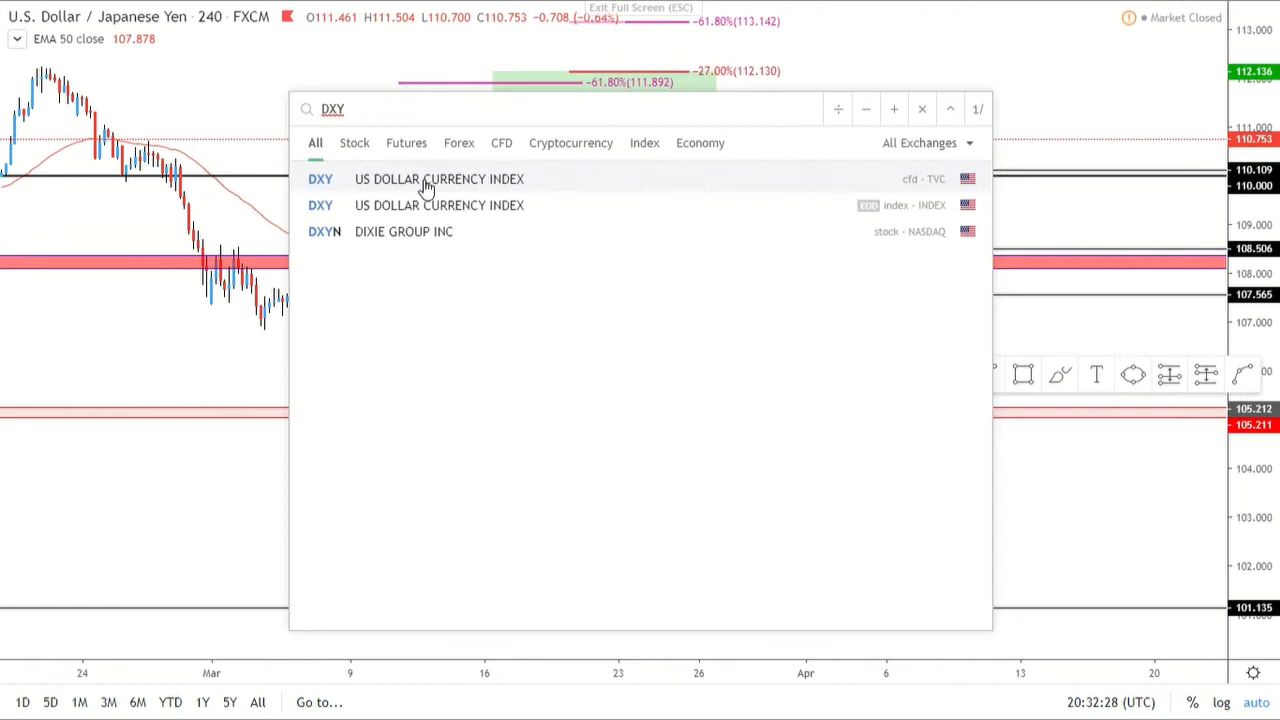 Exit Full Screen (ESC)
U.S. Dollar / Japanese Yen · 240 · FXCM O111.461 H111.504 L110.700 C110.753 −0.708 (−0.64%)
Market Closed
EMA 50 close 107.878
−61.80%(113.142)
−27.00%(112.130)
−61.80%(111.892)
DXY
1/
All Stock Futures Forex CFD Cryptocurrency Index Economy All Exchanges
DXY US DOLLAR CURRENCY INDEX cfd · TVC
DXY US DOLLAR CURRENCY INDEX EOD index · INDEX
DXYN DIXIE GROUP INC stock · NASDAQ
T
113.000
112.136
111.000
110.753
110.109
110.000
109.000
108.506
108.000
107.565
107.000
105.212
105.211
104.000
103.000
102.000
101.135
24 Mar 9 16 23 26 Apr 6 13 20
1D 5D 1M 3M 6M YTD 1Y 5Y All Go to... 20:32:28 (UTC) % log auto